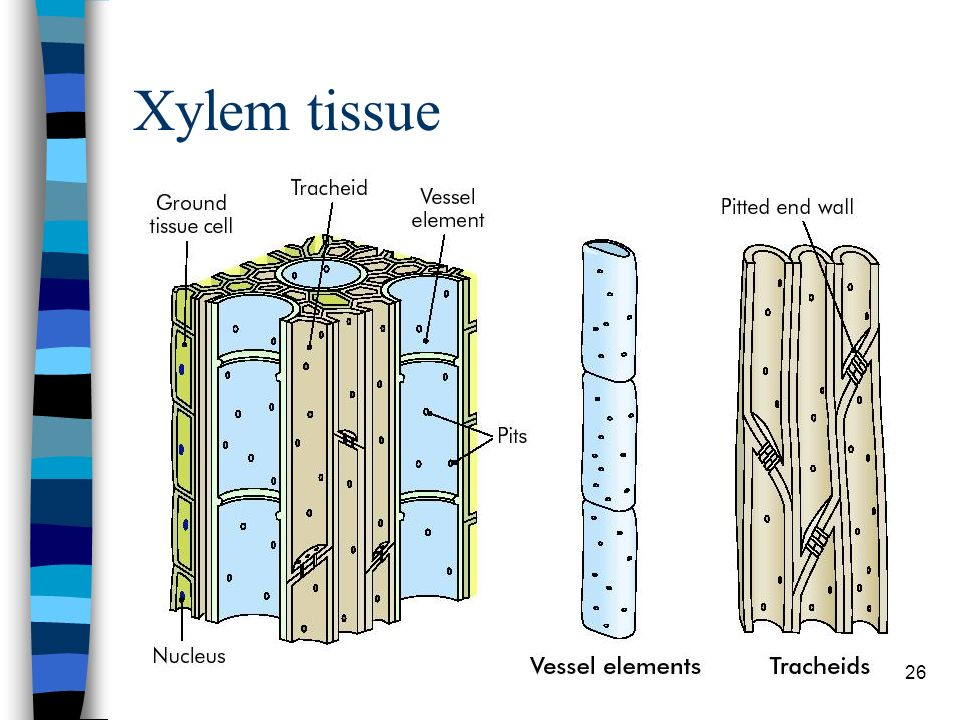 Xylem tissue
Tracheid
Ground
tissue cell
Vessel
element
Pitted end wall
Pits
Nucleus
Vessel elements
Tracheids
26